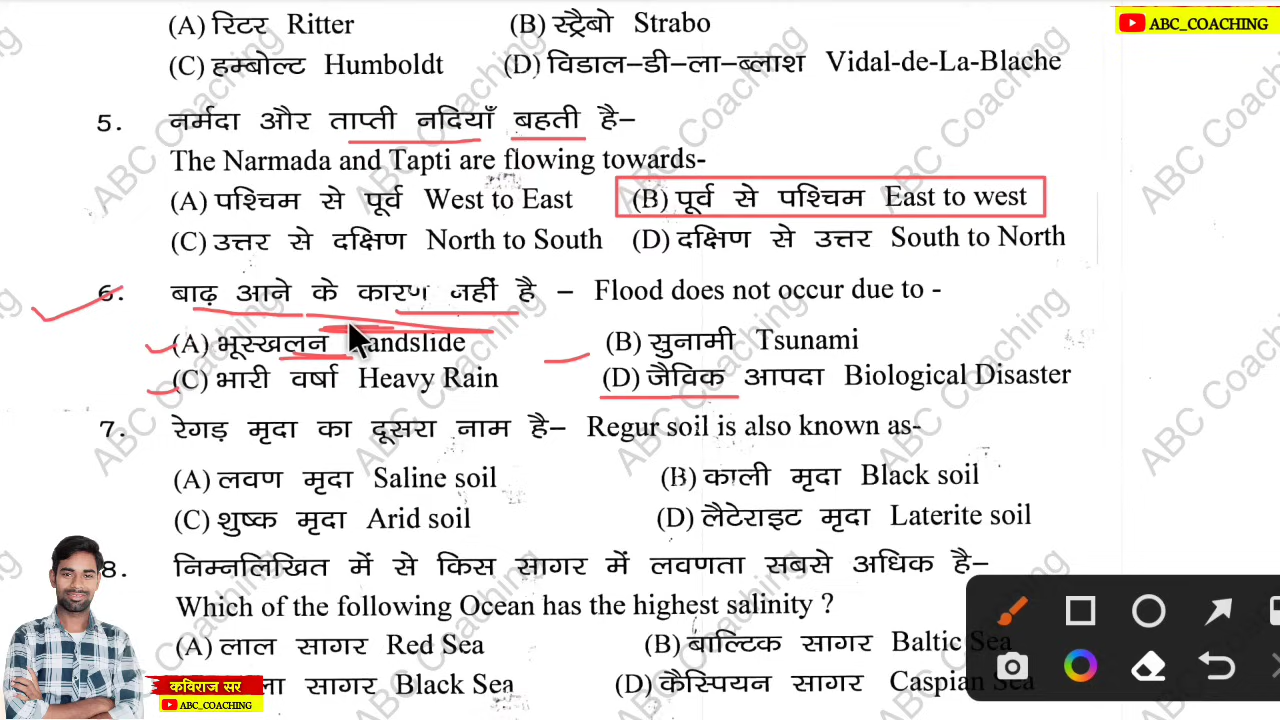 (A) रिटर Ritter (B) स्ट्रैबो Strabo
ABC_COACHING
(C) हम्बोल्ट Humboldt (D) विडाल–डी–ला–ब्लाश Vidal-de-La-Blache
5. नर्मदा और ताप्ती नदियाँ बहती है–
The Narmada and Tapti are flowing towards-
(A) पश्चिम से पूर्व West to East (B) पूर्व से पश्चिम East to west
(C) उत्तर से दक्षिण North to South (D) दक्षिण से उत्तर South to North
6. बाढ़ आने के कारण नहीं है – Flood does not occur due to -
(A) भूस्खलन Landslide (B) सुनामी Tsunami
(C) भारी वर्षा Heavy Rain (D) जैविक आपदा Biological Disaster
7. रेगड़ मृदा का दूसरा नाम है– Regur soil is also known as-
(A) लवण मृदा Saline soil (B) काली मृदा Black soil
(C) शुष्क मृदा Arid soil (D) लैटेराइट मृदा Laterite soil
8. निम्नलिखित में से किस सागर में लवणता सबसे अधिक है–
Which of the following Ocean has the highest salinity ?
(A) लाल सागर Red Sea (B) बाल्टिक सागर Baltic Sea
सागर Black Sea (D) कैस्पियन सागर Caspian Sea
कविराज सर
ABC_COACHING
ABC Coaching